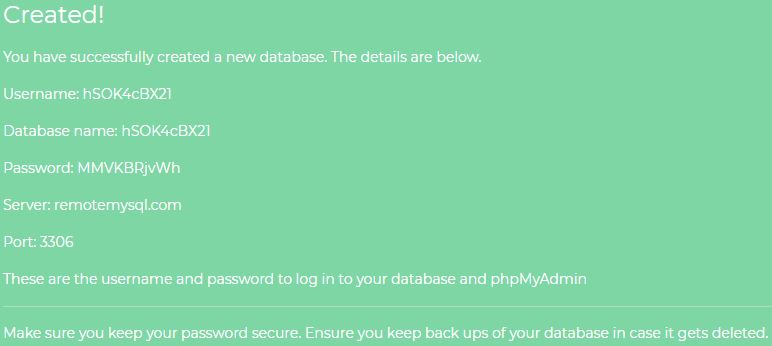 Created!
You have successfully created a new database. The details are below.
Username: hSOK4cBX21
Database name: hSOK4cBX21
Password: MMVKBRjvWh
Server: remotemysql.com
Port: 3306
These are the username and password to log in to your database and phpMyAdmin
Make sure you keep your password secure. Ensure you keep back ups of your database in case it gets deleted.